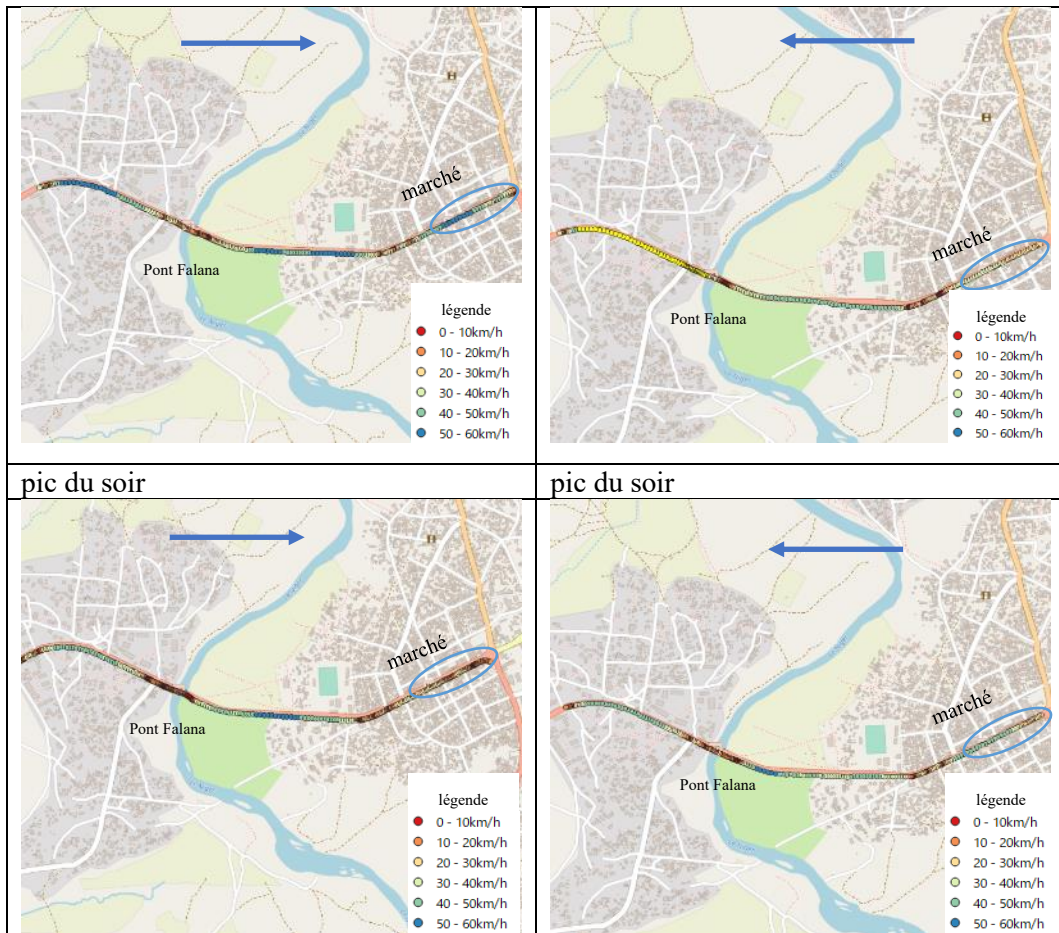 marché
Pont Falana
légende
0 - 10km/h
10 - 20km/h
20 - 30km/h
30 - 40km/h
40 - 50km/h
50 - 60km/h
marché
Pont Falana
légende
0 - 10km/h
10 - 20km/h
20 - 30km/h
30 - 40km/h
40 - 50km/h
50 - 60km/h
pic du soir
pic du soir
marché
Pont Falana
légende
0 - 10km/h
10 - 20km/h
20 - 30km/h
30 - 40km/h
40 - 50km/h
50 - 60km/h
marché
Pont Falana
légende
0 - 10km/h
10 - 20km/h
20 - 30km/h
30 - 40km/h
40 - 50km/h
50 - 60km/h